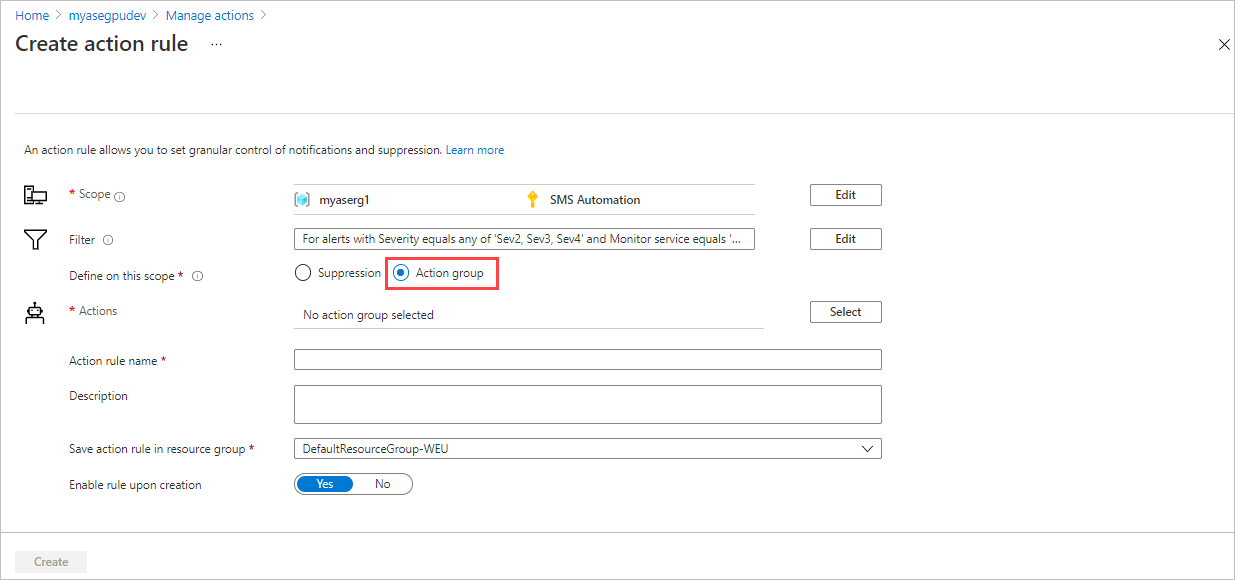 Home > myasegpudev > Manage actions >
Create action rule ...
An action rule allows you to set granular control of notifications and suppression. Learn more
* Scope myaserg1 SMS Automation Edit
Filter For alerts with Severity equals any of 'Sev2, Sev3, Sev4' and Monitor service equals '... Edit
Define on this scope * Suppression Action group
* Actions No action group selected Select
Action rule name *
Description
Save action rule in resource group * DefaultResourceGroup-WEU
Enable rule upon creation Yes No
Create